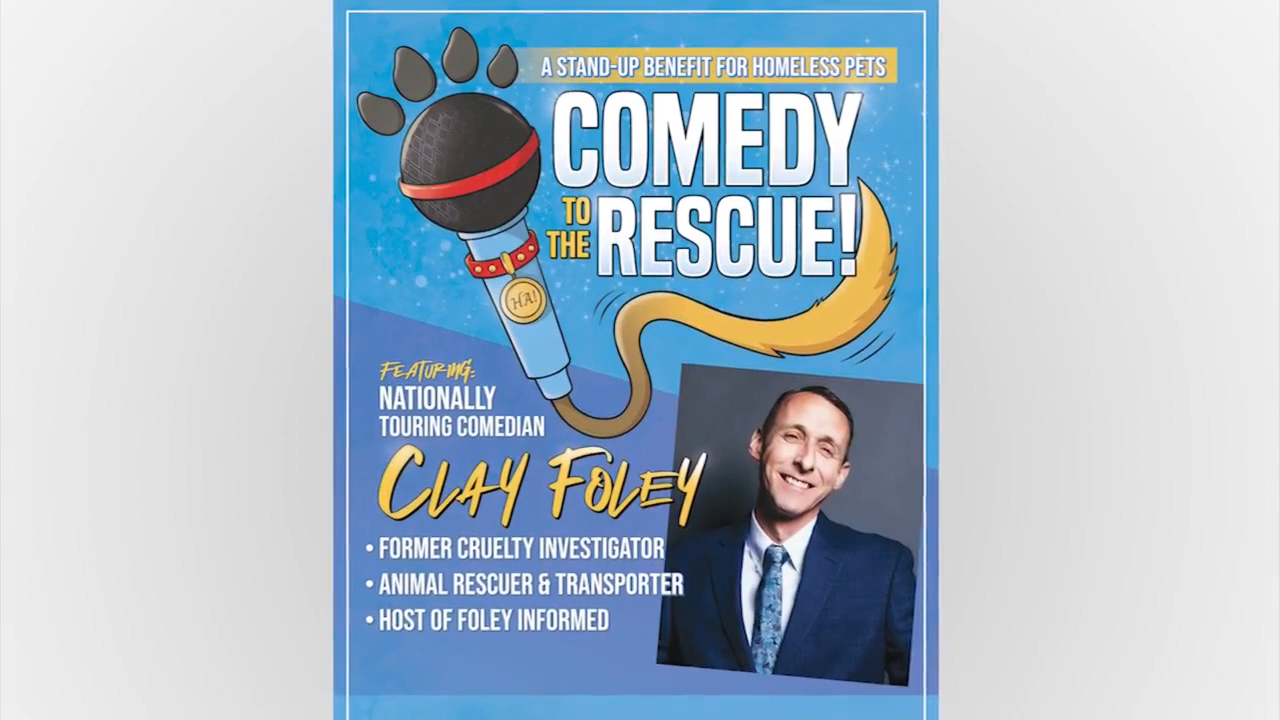 A STAND-UP BENEFIT FOR HOMELESS PETS
COMEDY
TO THE
RESCUE!
HA!
FEATURING:
NATIONALLY
TOURING COMEDIAN
CLAY FOLEY
• FORMER CRUELTY INVESTIGATOR
• ANIMAL RESCUER & TRANSPORTER
• HOST OF FOLEY INFORMED